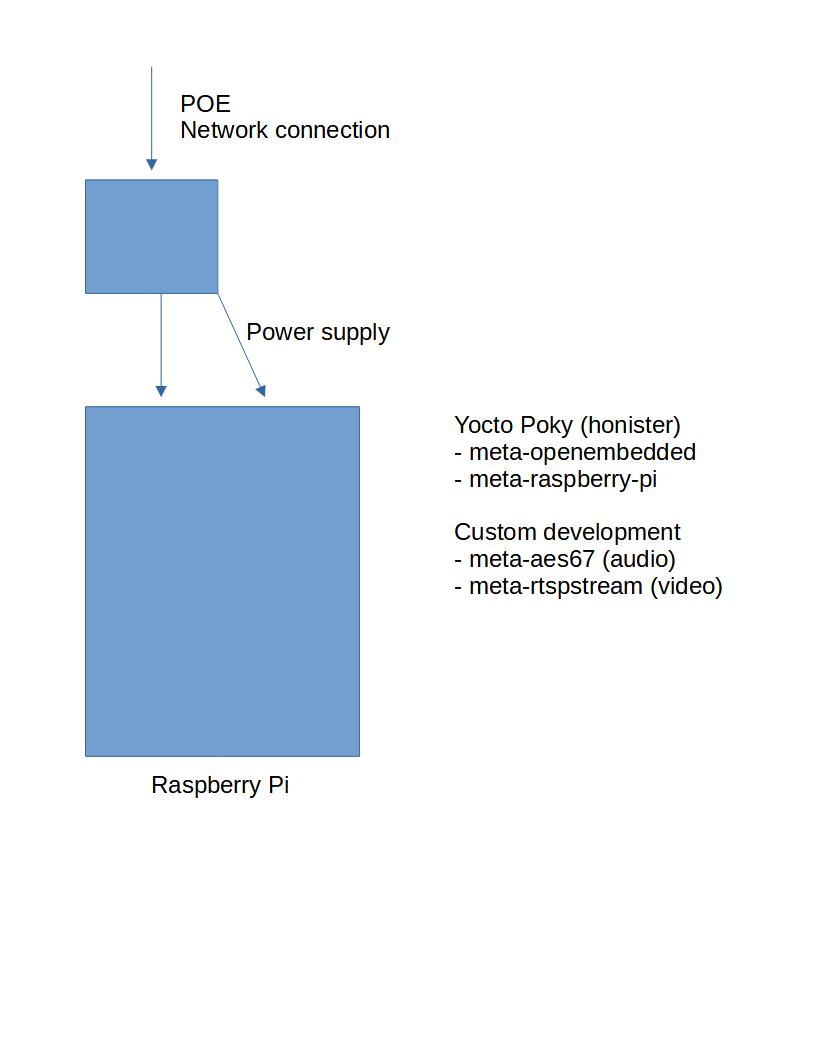 POE
Network connection
Power supply
Yocto Poky (honister)
- meta-openembedded
- meta-raspberry-pi
Custom development
- meta-aes67 (audio)
- meta-rtspstream (video)
Raspberry Pi